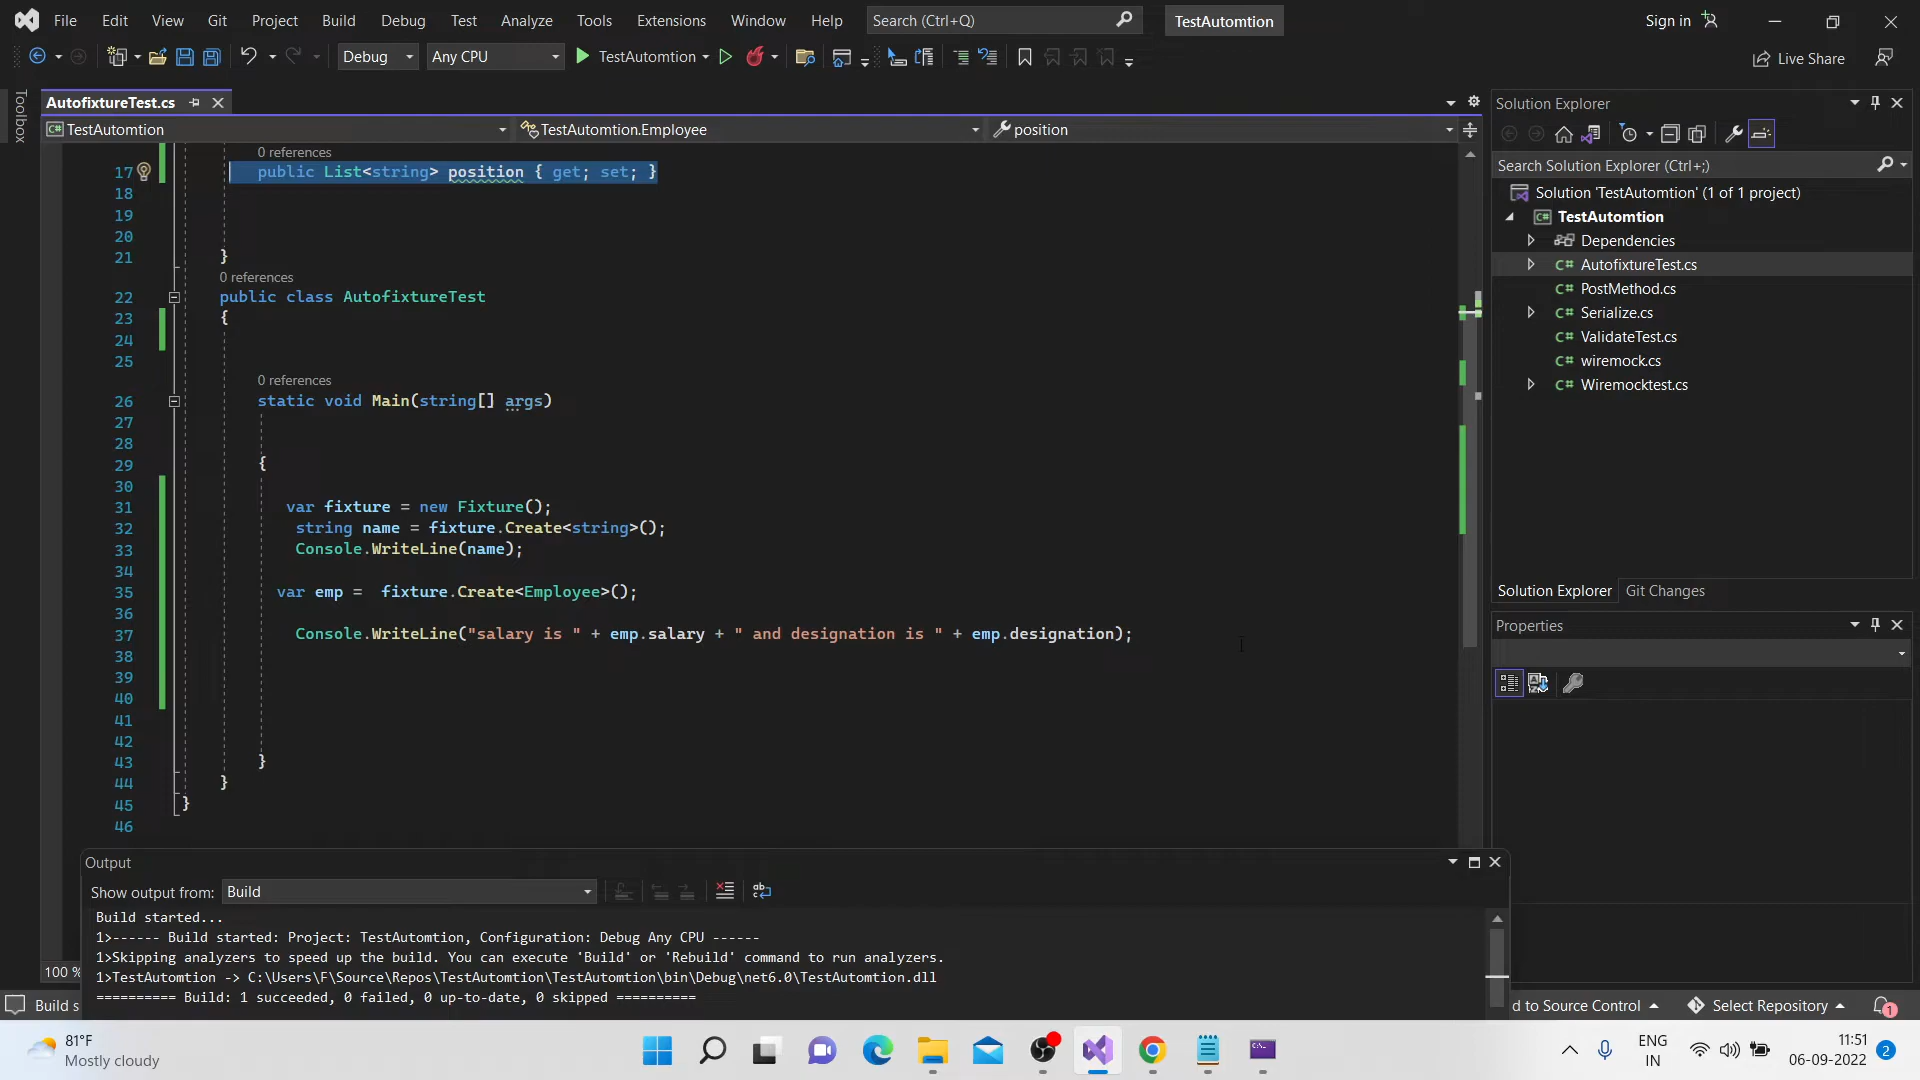 File Edit View Git Project Build Debug Test Analyze Tools Extensions Window Help Search (Ctrl+Q) TestAutomtion Sign in
Debug Any CPU TestAutomtion Live Share
Toolbox
AutofixtureTest.cs
TestAutomtion TestAutomtion.Employee position
0 references
17 public List<string> position { get; set; }
18
19
20
21 }
0 references
22 public class AutofixtureTest
23 {
24
25
0 references
26 static void Main(string[] args)
27
28
29 {
30
31 var fixture = new Fixture();
32 string name = fixture.Create<string>();
33 Console.WriteLine(name);
34
35 var emp = fixture.Create<Employee>();
36
37 Console.WriteLine("salary is " + emp.salary + " and designation is " + emp.designation);
38
39
40
41
42
43 }
44 }
45 }
46
100 %
Solution Explorer
Search Solution Explorer (Ctrl+;)
Solution 'TestAutomtion' (1 of 1 project)
TestAutomtion
Dependencies
C# AutofixtureTest.cs
C# PostMethod.cs
C# Serialize.cs
C# ValidateTest.cs
C# wiremock.cs
C# Wiremocktest.cs
Solution Explorer Git Changes
Properties
Output
Show output from: Build
Build started...
1>------ Build started: Project: TestAutomtion, Configuration: Debug Any CPU ------
1>Skipping analyzers to speed up the build. You can execute 'Build' or 'Rebuild' command to run analyzers.
1>TestAutomtion -> C:\Users\F\Source\Repos\TestAutomtion\TestAutomtion\bin\Debug\net6.0\TestAutomtion.dll
========== Build: 1 succeeded, 0 failed, 0 up-to-date, 0 skipped ==========
Build s d to Source Control Select Repository 1
81°F
Mostly cloudy
ENG
IN
11:51
06-09-2022 2